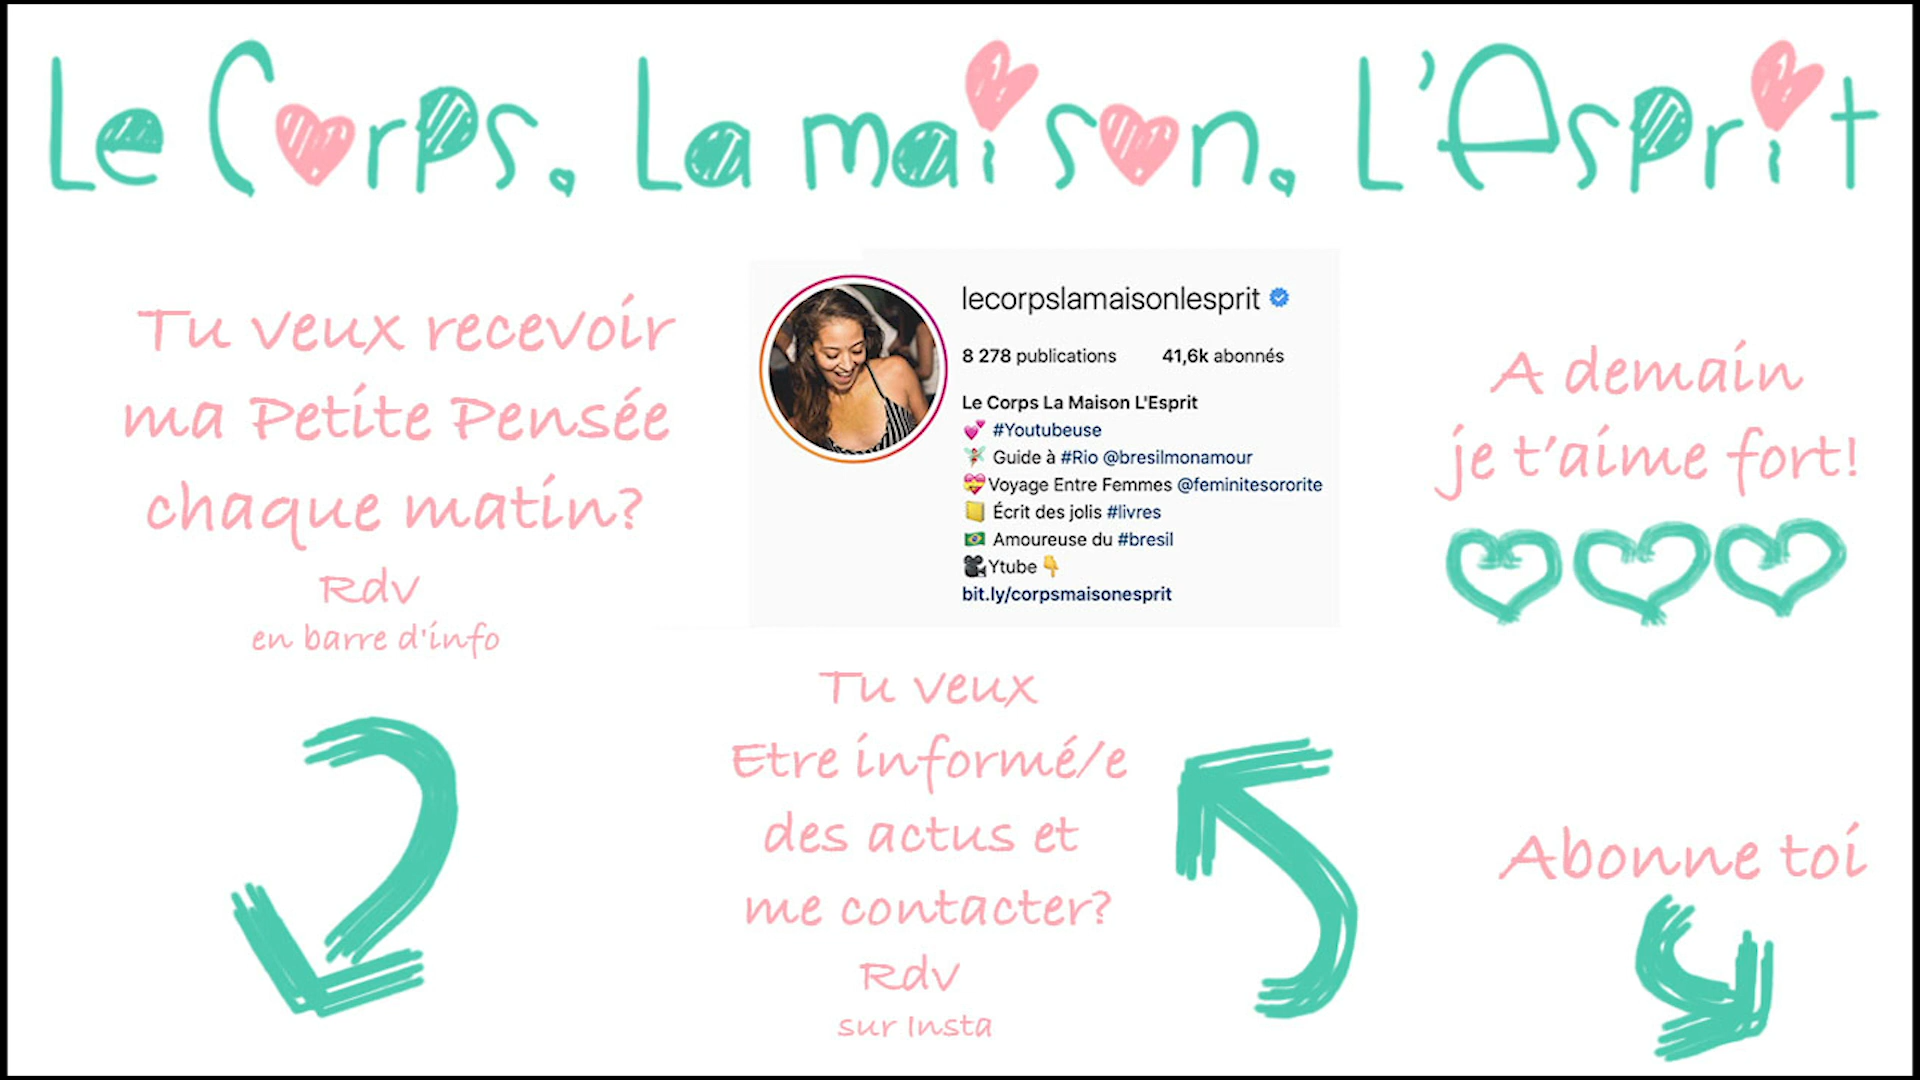 Le Corps. La maison. L'Esprit
Tu veux recevoir
ma Petite Pensée
chaque matin?
Rdv
en barre d'info
lecorpslamaisonlesprit
8 278 publications 41,6k abonnés
Le Corps La Maison L'Esprit
💕 #Youtubeuse
🧚 Guide à #Rio @bresilmonamour
💝Voyage Entre Femmes @feminitesororite
📒 Écrit des jolis #livres
🇧🇷 Amoureuse du #bresil
🎥Ytube👇
bit.ly/corpsmaisonesprit
A demain
je t'aime fort!
Tu veux
Etre informé/e
des actus et
me contacter?
Rdv
sur Insta
Abonne toi